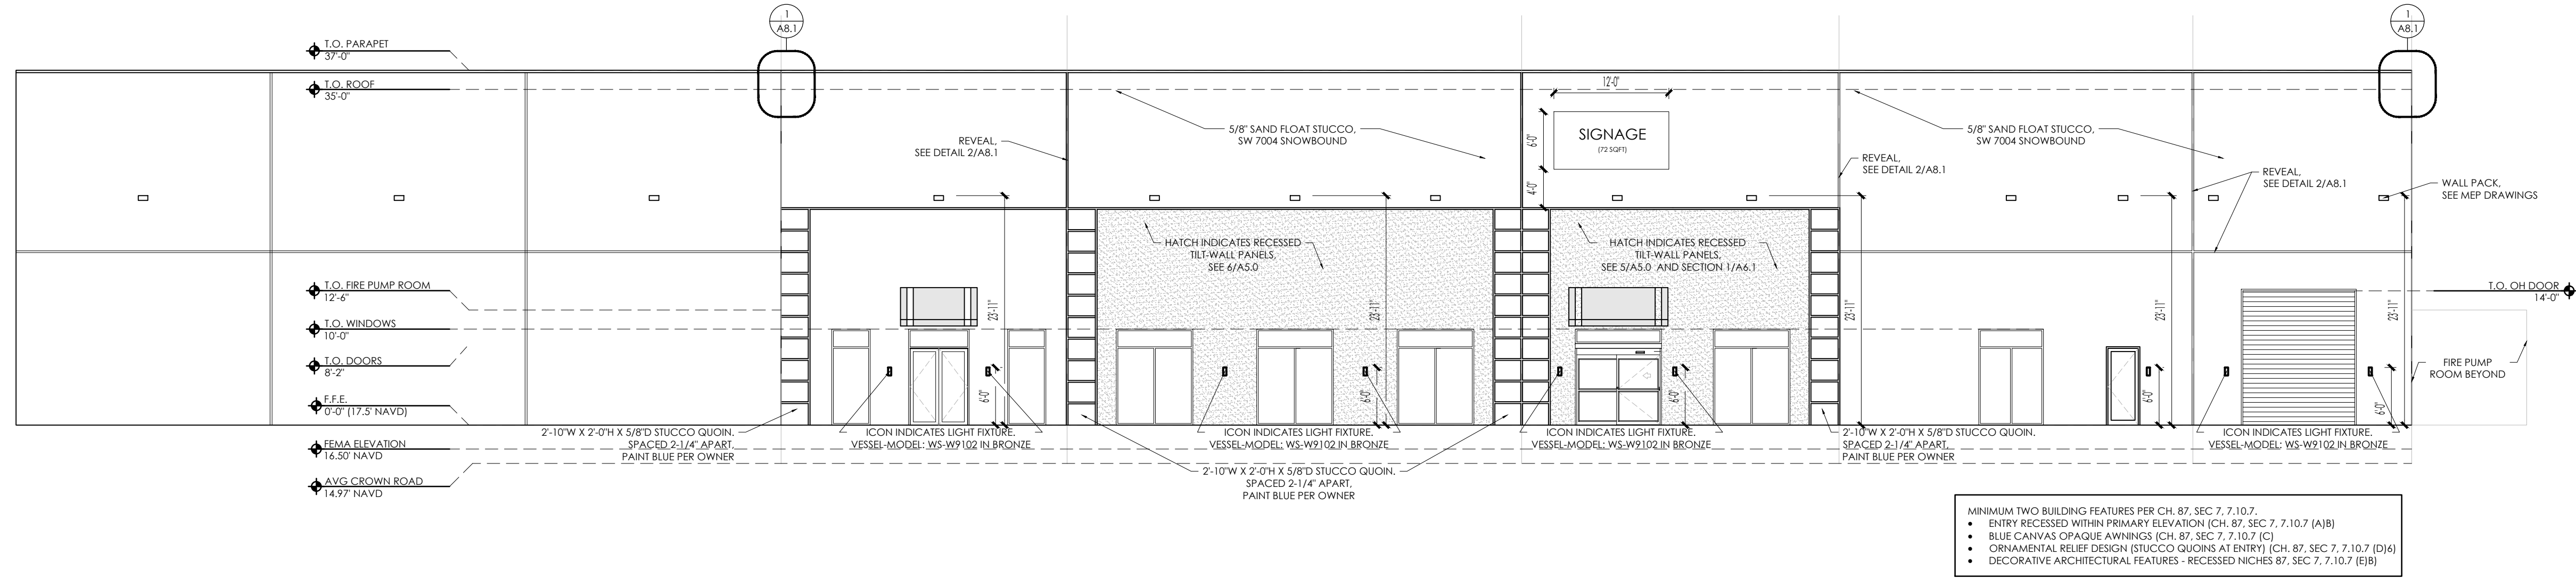 1
A8.1
1
A8.1
T.O. PARAPET
37'-0"
T.O. ROOF
35'-0"
12'-0"
5/8" SAND FLOAT STUCCO,
SW 7004 SNOWBOUND
SIGNAGE
(72 SQFT)
6'-0"
4'-0"
5/8" SAND FLOAT STUCCO,
SW 7004 SNOWBOUND
REVEAL,
SEE DETAIL 2/A8.1
REVEAL,
SEE DETAIL 2/A8.1
REVEAL,
SEE DETAIL 2/A8.1
WALL PACK,
SEE MEP DRAWINGS
HATCH INDICATES RECESSED
TILT-WALL PANELS,
SEE 6/A5.0
HATCH INDICATES RECESSED
TILT-WALL PANELS,
SEE 5/A5.0 AND SECTION 1/A6.1
T.O. FIRE PUMP ROOM
12'-6"
T.O. OH DOOR
14'-0"
23'-11"
23'-11"
23'-11"
23'-11"
23'-11"
T.O. WINDOWS
10'-0"
T.O. DOORS
8'-2"
FIRE PUMP
ROOM BEYOND
6'-0"
6'-0"
6'-0"
6'-0"
6'-0"
F.F.E.
0'-0" (17.5' NAVD)
2'-10"W X 2'-0"H X 5/8"D STUCCO QUOIN.
SPACED 2-1/4" APART,
PAINT BLUE PER OWNER
ICON INDICATES LIGHT FIXTURE.
VESSEL-MODEL: WS-W9102 IN BRONZE
ICON INDICATES LIGHT FIXTURE.
VESSEL-MODEL: WS-W9102 IN BRONZE
ICON INDICATES LIGHT FIXTURE.
VESSEL-MODEL: WS-W9102 IN BRONZE
2'-10"W X 2'-0"H X 5/8"D STUCCO QUOIN.
SPACED 2-1/4" APART,
PAINT BLUE PER OWNER
ICON INDICATES LIGHT FIXTURE.
VESSEL-MODEL: WS-W9102 IN BRONZE
FEMA ELEVATION
16.50' NAVD
2'-10"W X 2'-0"H X 5/8"D STUCCO QUOIN.
SPACED 2-1/4" APART,
PAINT BLUE PER OWNER
AVG CROWN ROAD
14.97' NAVD
MINIMUM TWO BUILDING FEATURES PER CH. 87, SEC 7, 7.10.7.
• ENTRY RECESSED WITHIN PRIMARY ELEVATION (CH. 87, SEC 7, 7.10.7 (A)B)
• BLUE CANVAS OPAQUE AWNINGS (CH. 87, SEC 7, 7.10.7 (C)
• ORNAMENTAL RELIEF DESIGN (STUCCO QUOINS AT ENTRY) (CH. 87, SEC 7, 7.10.7 (D)6)
• DECORATIVE ARCHITECTURAL FEATURES - RECESSED NICHES 87, SEC 7, 7.10.7 (E)B)